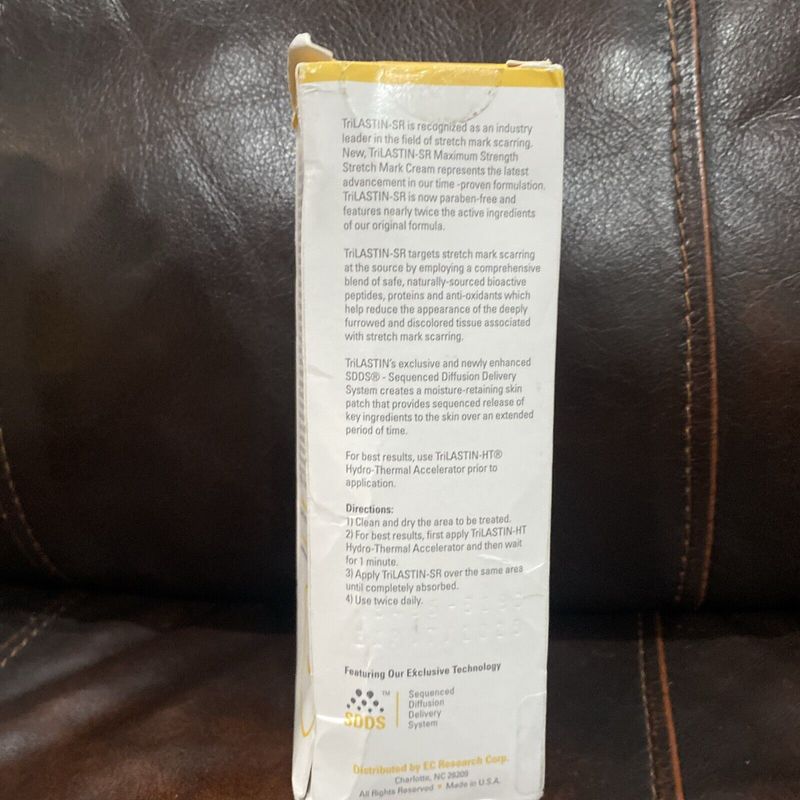 TriLASTIN-SR is recognized as an industry
leader in the field of stretch mark scarring.
New, TriLASTIN-SR Maximum Strength
Stretch Mark Cream represents the latest
advancement in our time -proven formulation.
TriLASTIN-SR is now paraben-free and
features nearly twice the active ingredients
of our original formula.
TriLASTIN-SR targets stretch mark scarring
at the source by employing a comprehensive
blend of safe, naturally-sourced bioactive
peptides, proteins and anti-oxidants which
help reduce the appearance of the deeply
furrowed and discolored tissue associated
with stretch mark scarring.
TriLASTIN's exclusive and newly enhanced
SDDS® - Sequenced Diffusion Delivery
System creates a moisture-retaining skin
patch that provides sequenced release of
key ingredients to the skin over an extended
period of time.
For best results, use TriLASTIN-HT®
Hydro-Thermal Accelerator prior to
application.
Directions:
1) Clean and dry the area to be treated.
2) For best results, first apply TriLASTIN-HT
Hydro-Thermal Accelerator and then wait
for 1 minute.
3) Apply TriLASTIN-SR over the same area
until completely absorbed.
4) Use twice daily.
Featuring Our Exclusive Technology
TM
SDDS
Sequenced
Diffusion
Delivery
System
Distributed by EC Research Corp.
Charlotte, NC 28209
All Rights Reserved • Made in U.S.A.